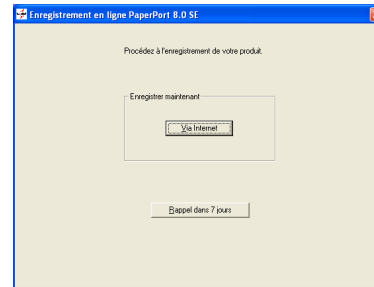 Enregistrement en ligne PaperPort 8.0 SE
Procédez à l'enregistrement de votre produit.
Enregistrer maintenant
Via Internet
Rappel dans 7 jours